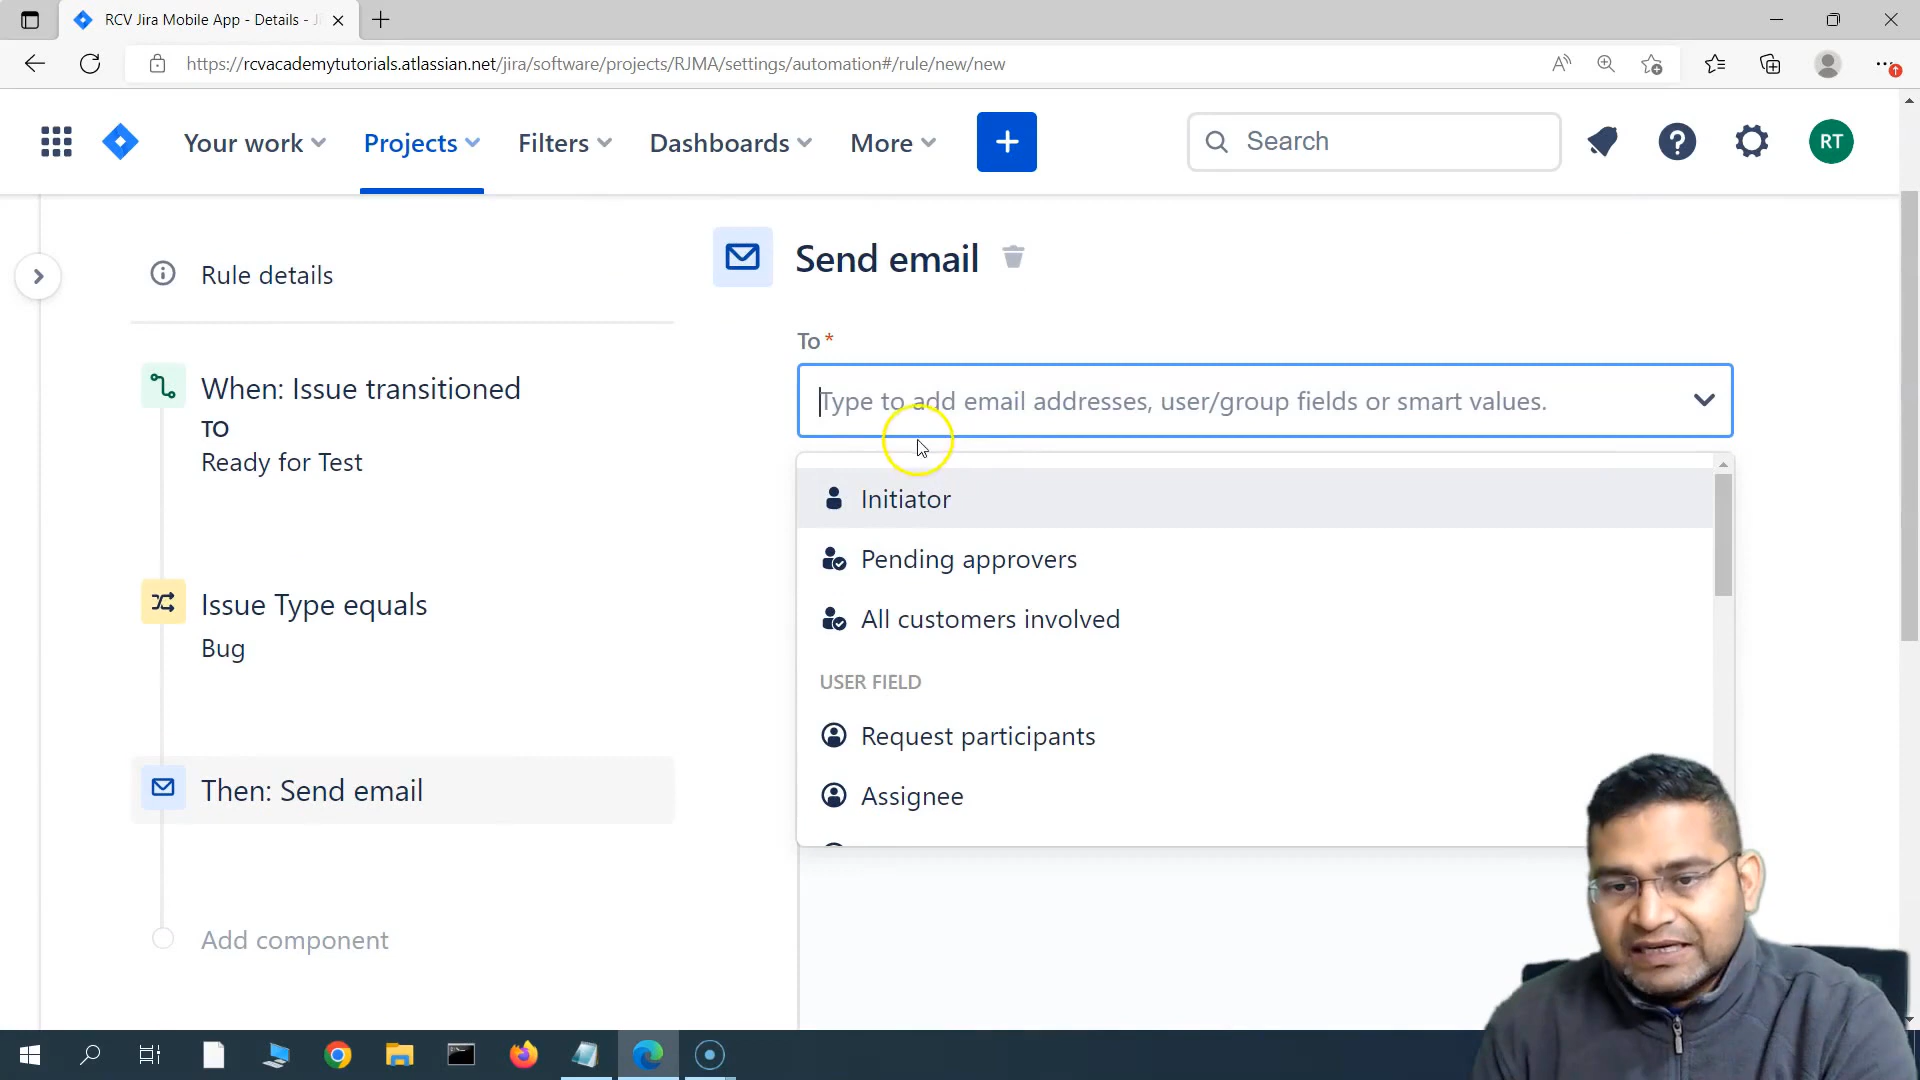 RCV Jira Mobile App - Details - Ji
https://rcvacademytutorials.atlassian.net/jira/software/projects/RJMA/settings/automation#/rule/new/new
Your work
Projects
Filters
Dashboards
More
Search
RT
Rule details
When: Issue transitioned
TO
Ready for Test
Issue Type equals
Bug
Then: Send email
Add component
Send email
To *
Type to add email addresses, user/group fields or smart values.
Initiator
Pending approvers
All customers involved
USER FIELD
Request participants
Assignee